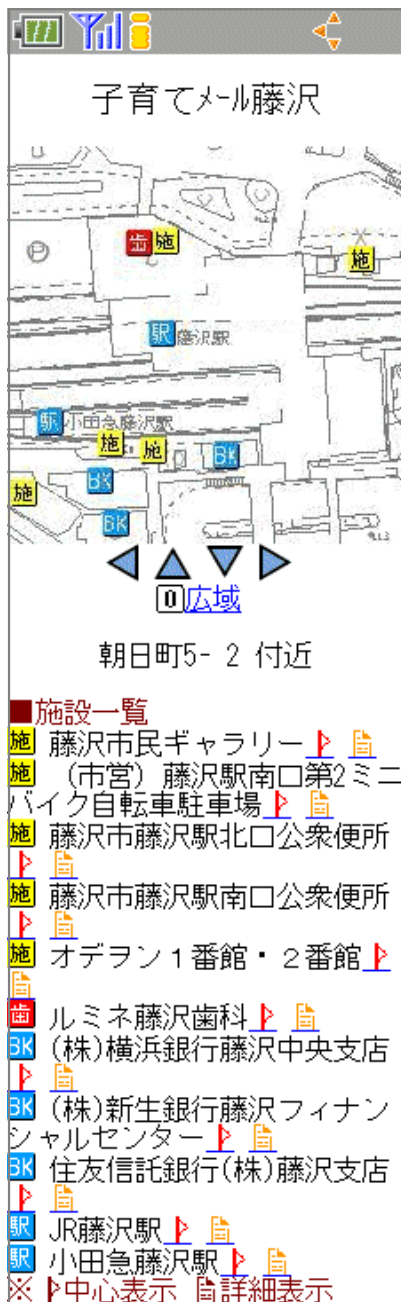 子育てメール藤沢
歯 施
施
P
駅 藤沢駅
駅 小田急藤沢駅
施 施 BK
BK
施
BK
0 広域
朝日町5-2 付近
■施設一覧
施 藤沢市民ギャラリー
施 (市営) 藤沢駅南口第2ミニ
バイク自転車駐車場
施 藤沢市藤沢駅北口公衆便所
施 藤沢市藤沢駅南口公衆便所
施 オデヲン1番館・2番館
歯 ルミネ藤沢歯科
BK (株)横浜銀行藤沢中央支店
BK (株)新生銀行藤沢フィナン
シャルセンター
BK 住友信託銀行(株)藤沢支店
駅 JR藤沢駅
駅 小田急藤沢駅
※ 中心表示 詳細表示